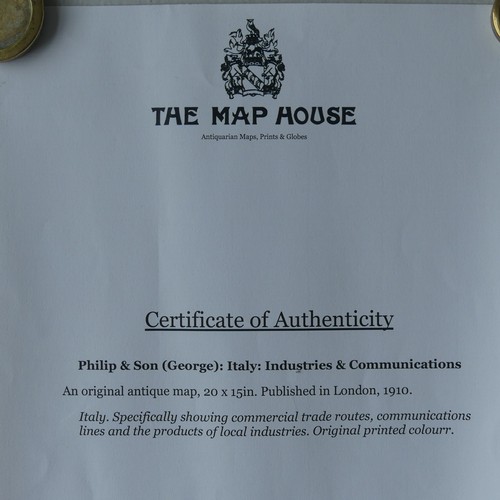 THE MAP HOUSE
Antiquarian Maps, Prints & Globes
Certificate of Authenticity
Philip & Son (George): Italy: Industries & Communications
An original antique map, 20 x 15in. Published in London, 1910.
Italy. Specifically showing commercial trade routes, communications
lines and the products of local industries. Original printed colourr.